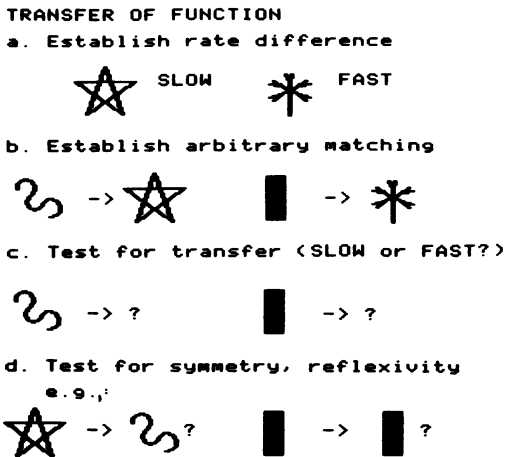 TRANSFER OF FUNCTION
a. Establish rate difference
SLOW FAST
b. Establish arbitrary matching
-> ->
c. Test for transfer (SLOW or FAST?)
-> ? -> ?
d. Test for symmetry, reflexivity
e.g.,:
-> ? -> ?